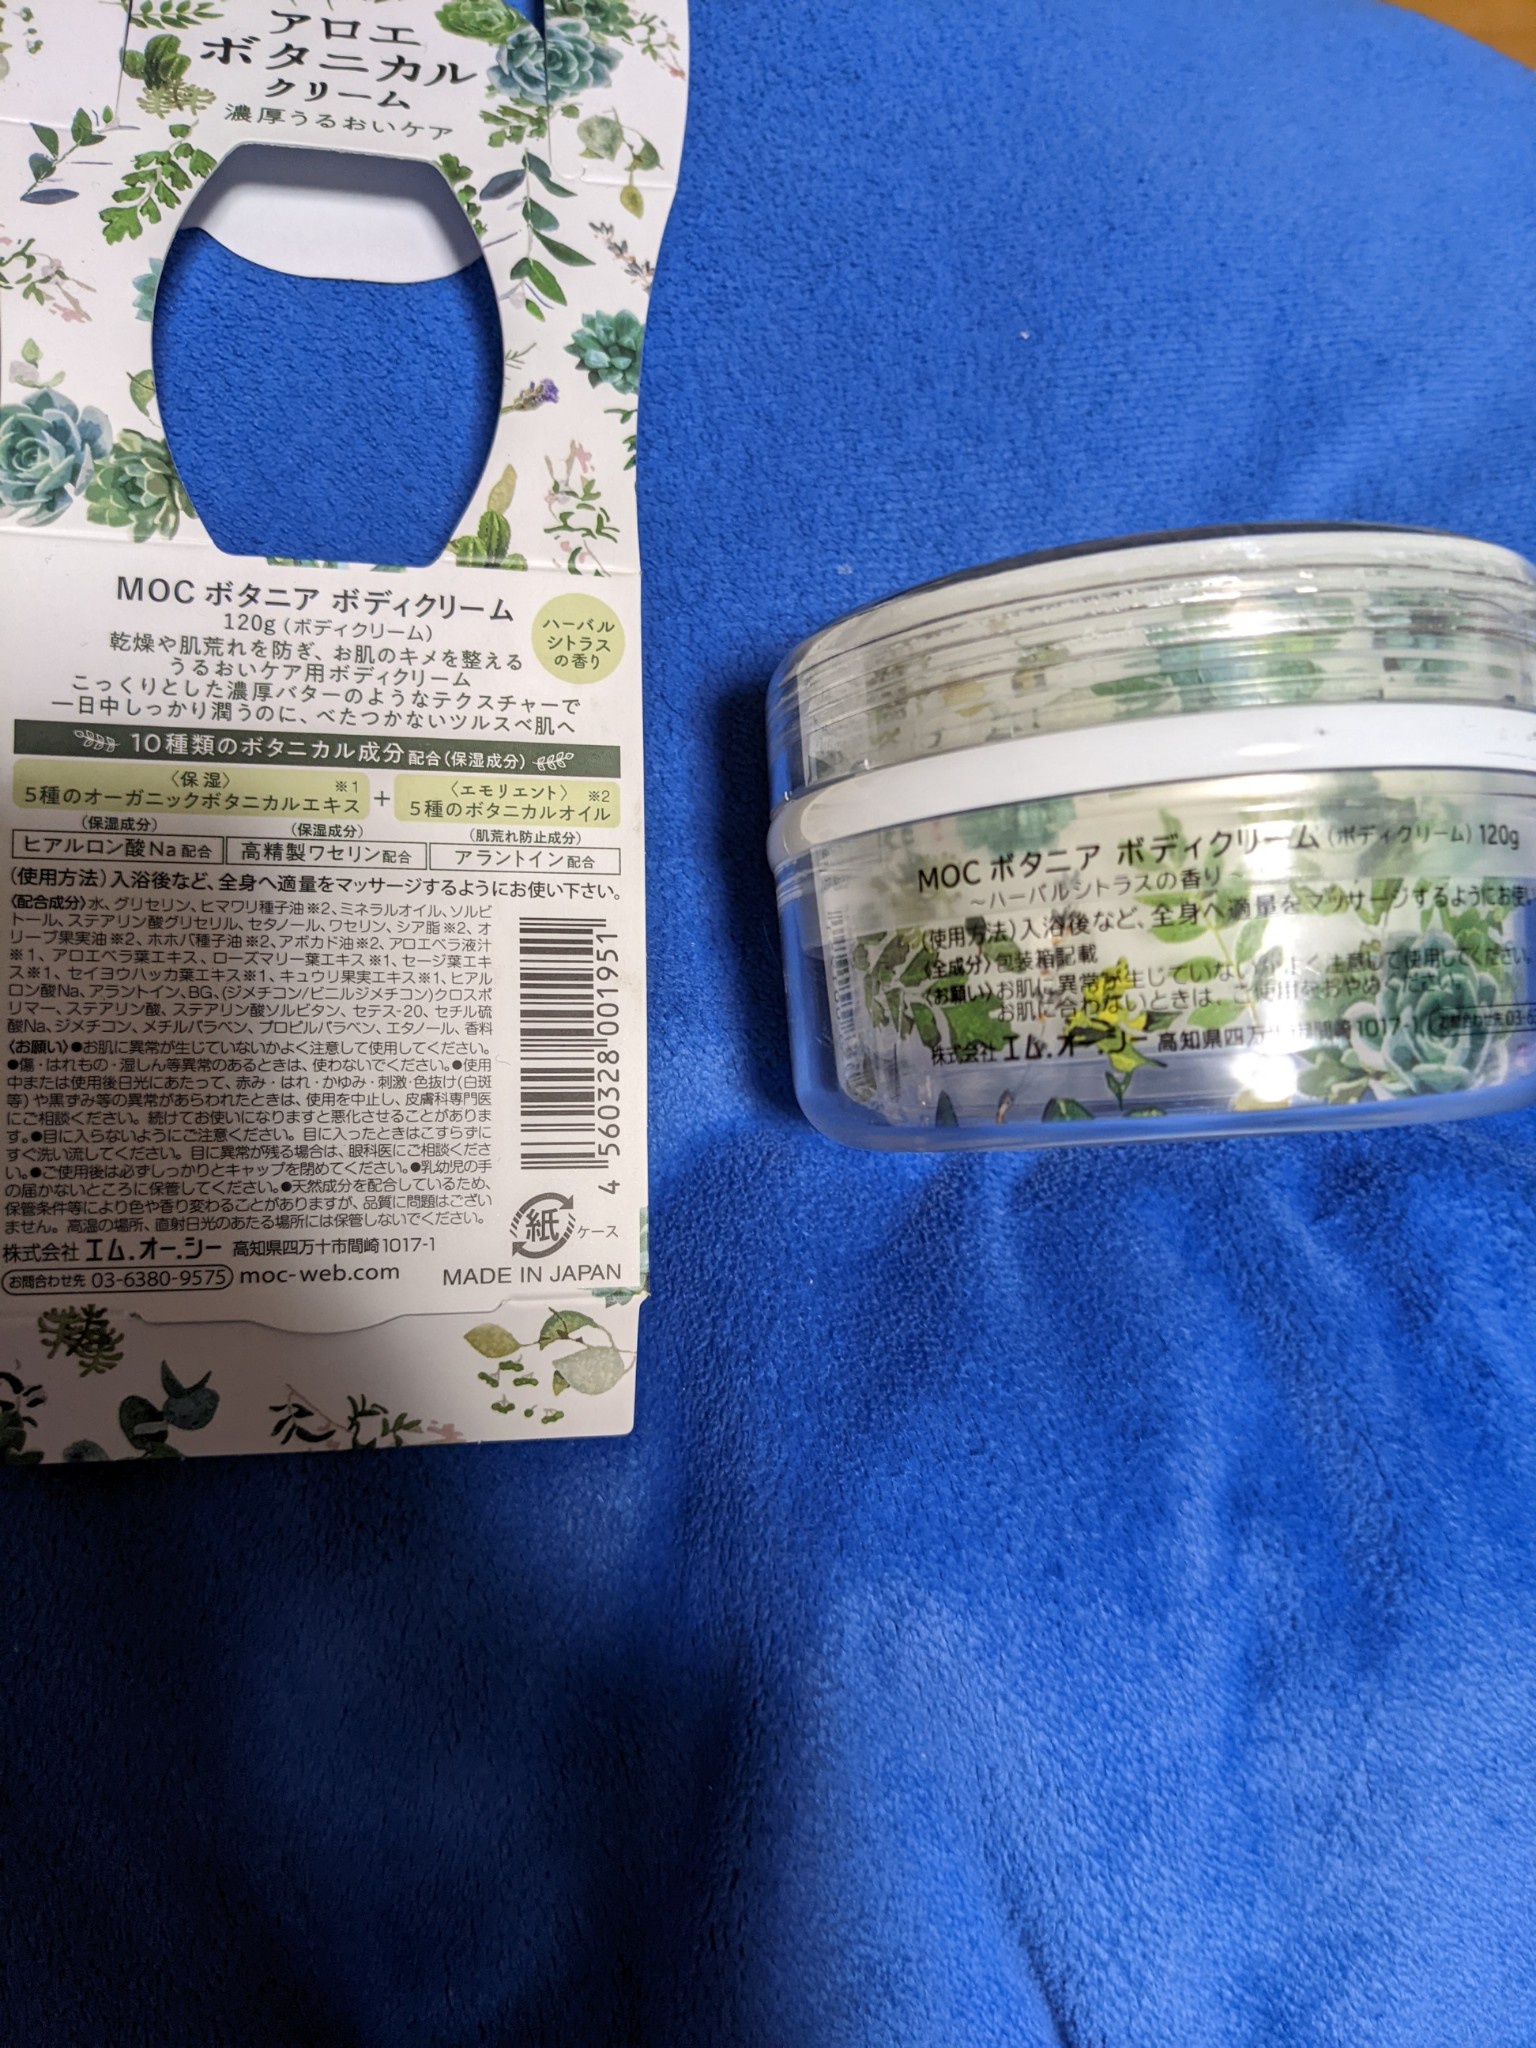 アロエ
ボタニカル
クリーム
濃厚うるおいケア
MOC ボタニア ボディクリーム
120g（ボディクリーム）
ハーバル
シトラス
の香り
乾燥や肌荒れを防ぎ、お肌のキメを整える
うるおいケア用ボディクリーム
こっくりとした濃厚バターのようなテクスチャーで
一日中しっかり潤うのに、べたつかないツルスベ肌へ
10種類のボタニカル成分配合（保湿成分）
〈保湿〉 ※1
5種のオーガニックボタニカルエキス
+
〈エモリエント〉 ※2
5種のボタニカルオイル
（保湿成分）
ヒアルロン酸Na配合
（保湿成分）
高精製ワセリン配合
（肌荒れ防止成分）
アラントイン配合
（使用方法）入浴後など、全身へ適量をマッサージするようにお使い下さい。
〈配合成分〉水、グリセリン、ヒマワリ種子油※2、ミネラルオイル、ソルビ
トール、ステアリン酸グリセリル、セタノール、ワセリン、シア脂※2、オ
リーブ果実油※2、ホホバ種子油※2、アボカド油※2、アロエベラ液汁
※1、アロエベラ葉エキス、ローズマリー葉エキス※1、セージ葉エキ
ス※1、セイヨウハッカ葉エキス※1、キュウリ果実エキス※1、ヒアル
ロン酸Na、アラントイン、BG、（ジメチコン/ビニルジメチコン）クロスポ
リマー、ステアリン酸、ステアリン酸ソルビタン、セテス-20、セチル硫
酸Na、ジメチコン、メチルパラベン、プロピルパラベン、エタノール、香料
〈お願い〉●お肌に異常が生じていないかよく注意して使用してください。
●傷・はれもの・湿しん等異常のあるときは、使わないでください。●使用
中または使用後日光にあたって、赤み・はれ・かゆみ・刺激・色抜け（白斑
等）や黒ずみ等の異常があらわれたときは、使用を中止し、皮膚科専門医
にご相談ください。続けてお使いになりますと悪化させることがありま
す。●目に入らないようにご注意ください。目に入ったときはこすらずに
すぐ洗い流してください。目に異常が残る場合は、眼科医にご相談くださ
い。●ご使用後は必ずしっかりとキャップを閉めてください。●乳幼児の手
の届かないところに保管してください。●天然成分を配合しているため、
保管条件等により色や香り変わることがありますが、品質に問題はござい
ません。高温の場所、直射日光のあたる場所には保管しないでください。
株式会社 エム.オー.シー 高知県四万十市間崎1017-1
お問合わせ先 03-6380-9575 moc-web.com
4 560328 001951
紙
ケース
MADE IN JAPAN
MOC ボタニア ボディクリーム（ボディクリーム）120g
～ハーバルシトラスの香り～
（使用方法）入浴後など、全身へ適量をマッサージするようにお使い
〈全成分〉包装箱記載
〈お願い〉お肌に異常が生じていないかよく注意して使用してください。
お肌に合わないときは、ご使用をおやめください。
株式会社エム.オー.シー 高知県四万十市間崎1017-1 お問合わせ先 03-6